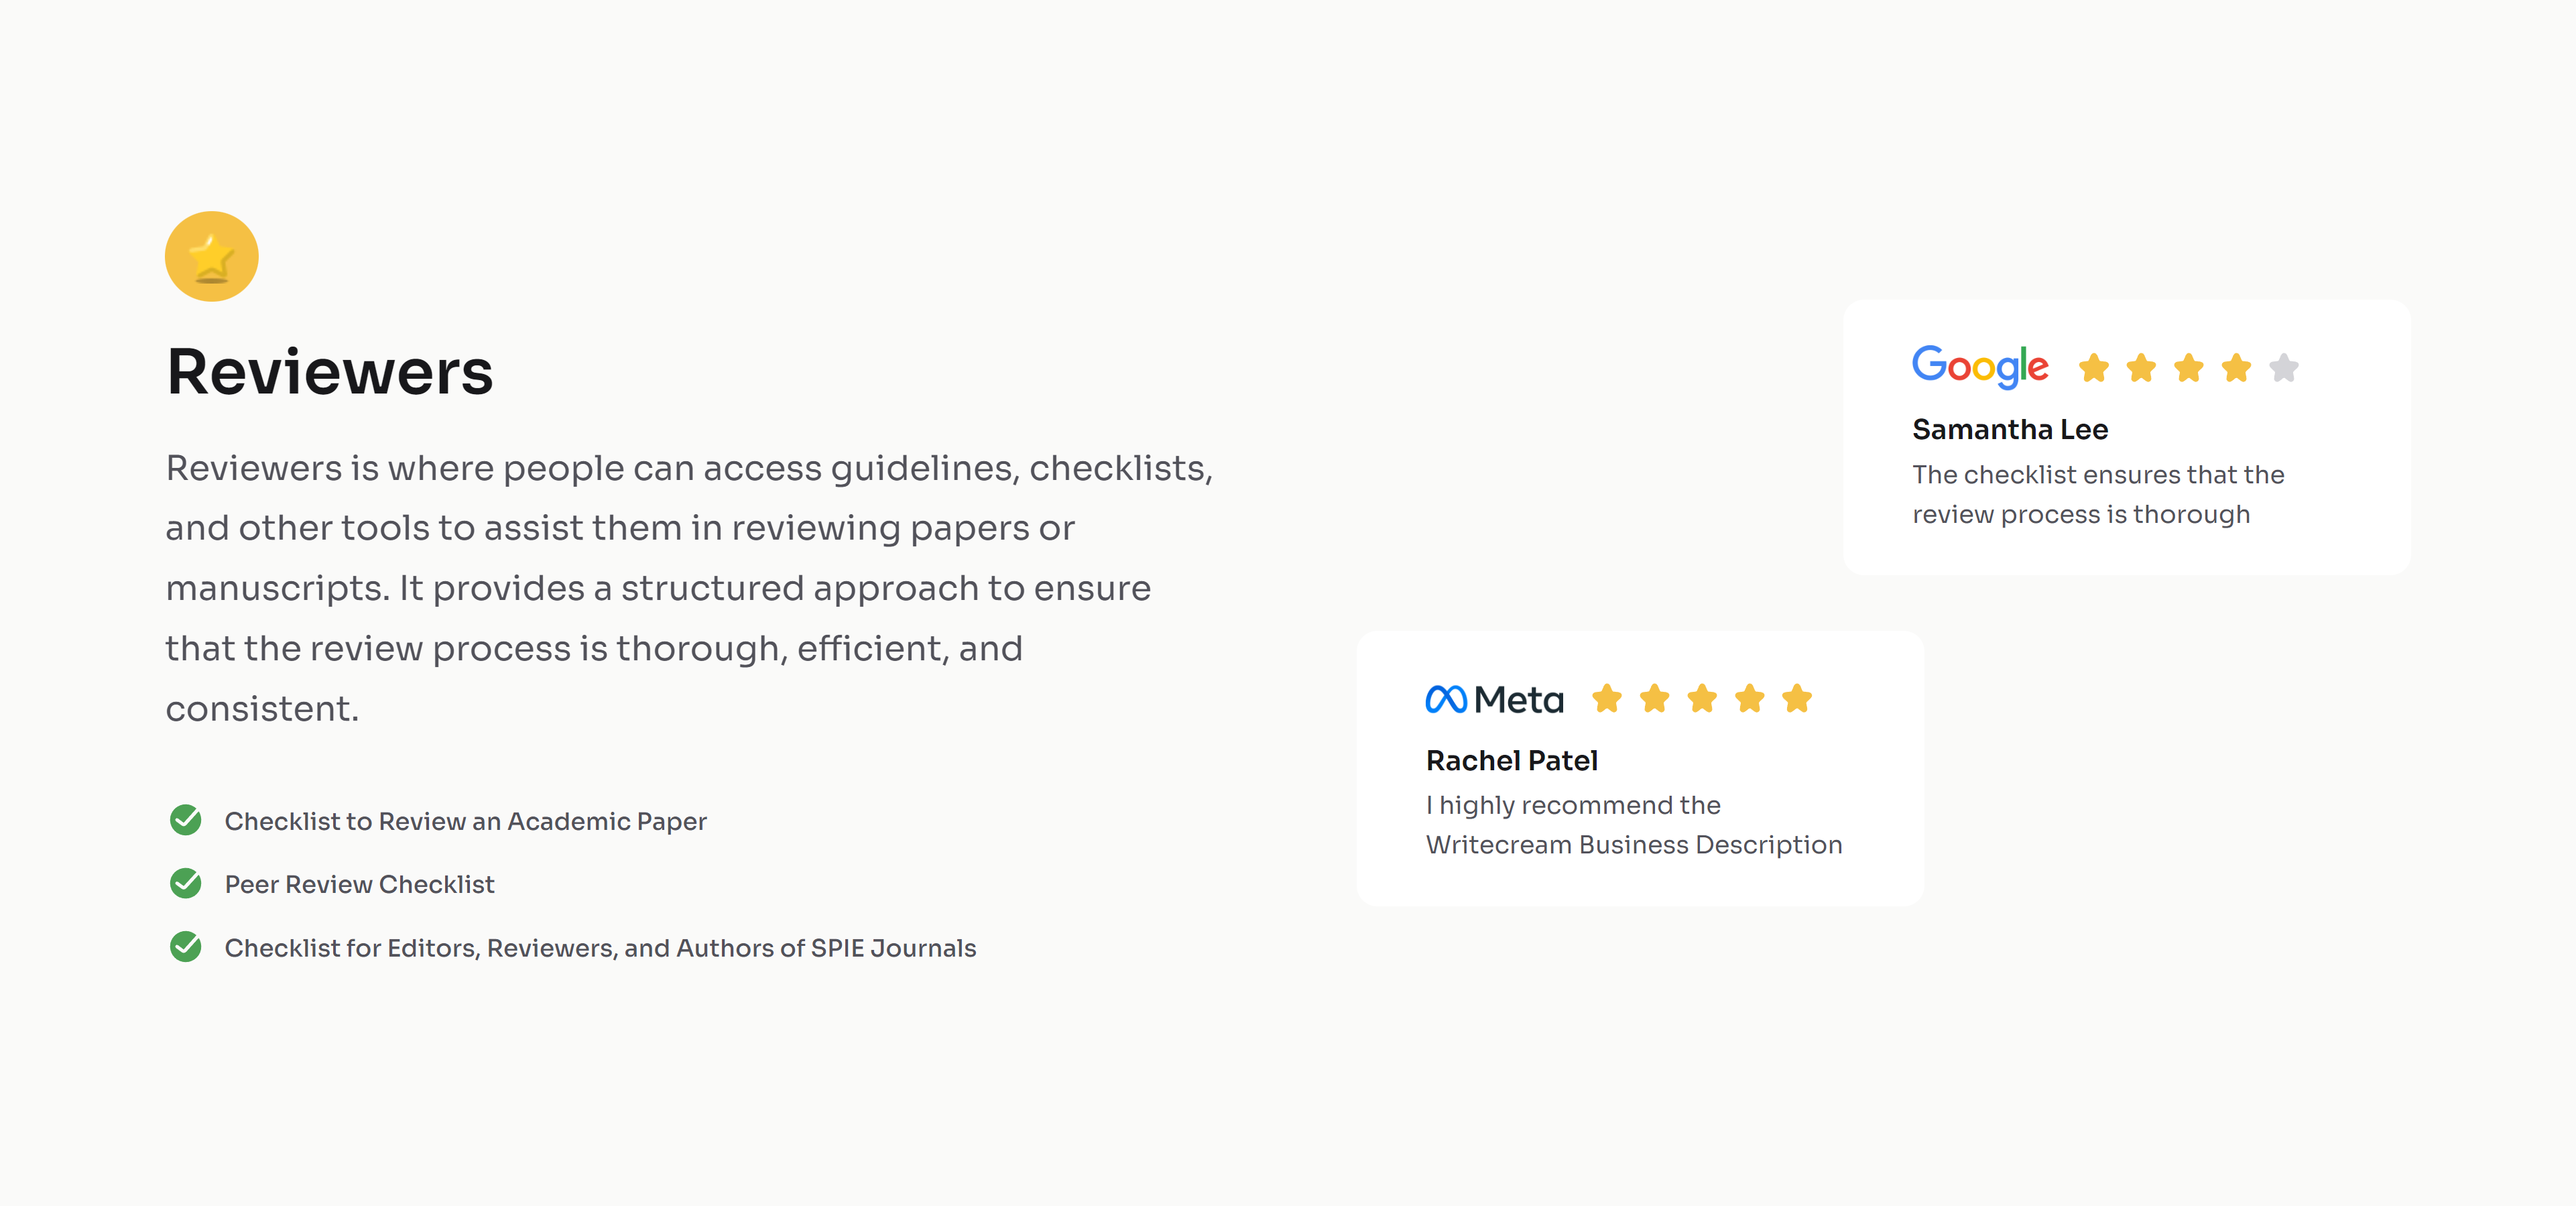 Reviewers
Reviewers is where people can access guidelines, checklists,
and other tools to assist them in reviewing papers or
manuscripts. It provides a structured approach to ensure
that the review process is thorough, efficient, and
consistent.
Checklist to Review an Academic Paper
Peer Review Checklist
Checklist for Editors, Reviewers, and Authors of SPIE Journals
Google
Samantha Lee
The checklist ensures that the
review process is thorough
Meta
Rachel Patel
I highly recommend the
Writecream Business Description